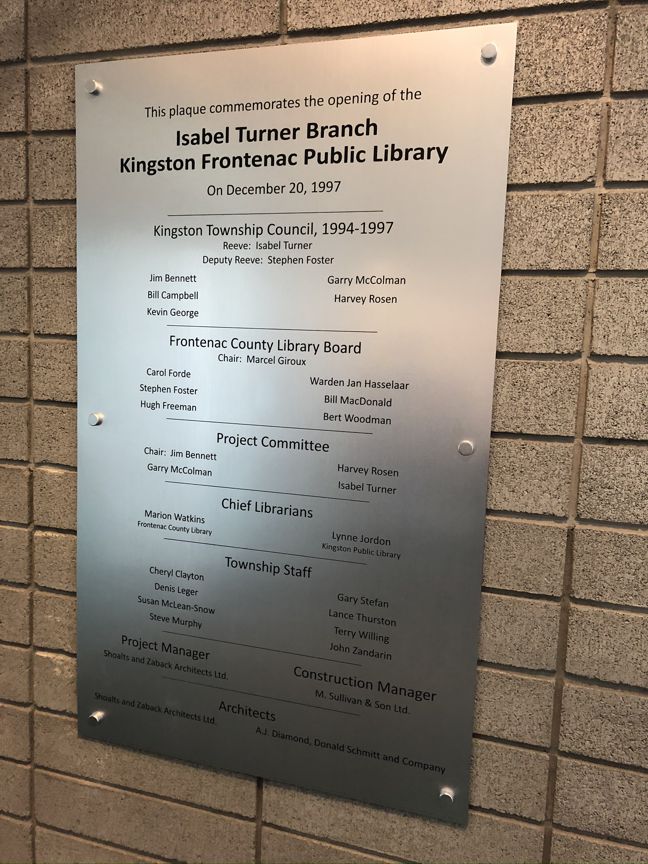 This plaque commemorates the opening of the
Isabel Turner Branch
Kingston Frontenac Public Library
On December 20, 1997
Kingston Township Council, 1994-1997
Reeve: Isabel Turner
Deputy Reeve: Stephen Foster
Jim Bennett
Bill Campbell
Kevin George
Garry McColman
Harvey Rosen
Frontenac County Library Board
Chair: Marcel Giroux
Carol Forde
Stephen Foster
Hugh Freeman
Warden Jan Hasselaar
Bill MacDonald
Bert Woodman
Project Committee
Chair: Jim Bennett
Garry McColman
Harvey Rosen
Isabel Turner
Chief Librarians
Marion Watkins
Frontenac County Library
Lynne Jordon
Kingston Public Library
Township Staff
Cheryl Clayton
Denis Leger
Susan McLean-Snow
Steve Murphy
Gary Stefan
Lance Thurston
Terry Willing
John Zandarin
Project Manager
Shoalts and Zaback Architects Ltd.
Construction Manager
M. Sullivan & Son Ltd.
Architects
Shoalts and Zaback Architects Ltd.
A.J. Diamond, Donald Schmitt and Company